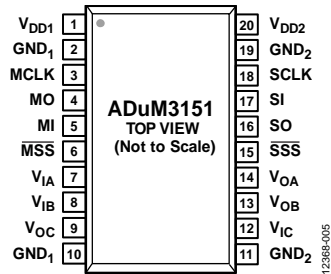 VDD1 1 20 VDD2
GND1 2 19 GND2
MCLK 3 18 SCLK
MO 4 17 SI
MI 5 16 SO
MSS 6 15 SSS
VIA 7 14 VOA
VIB 8 13 VOB
VOC 9 12 VIC
GND1 10 11 GND2
ADuM3151
TOP VIEW
(Not to Scale)
12368-005